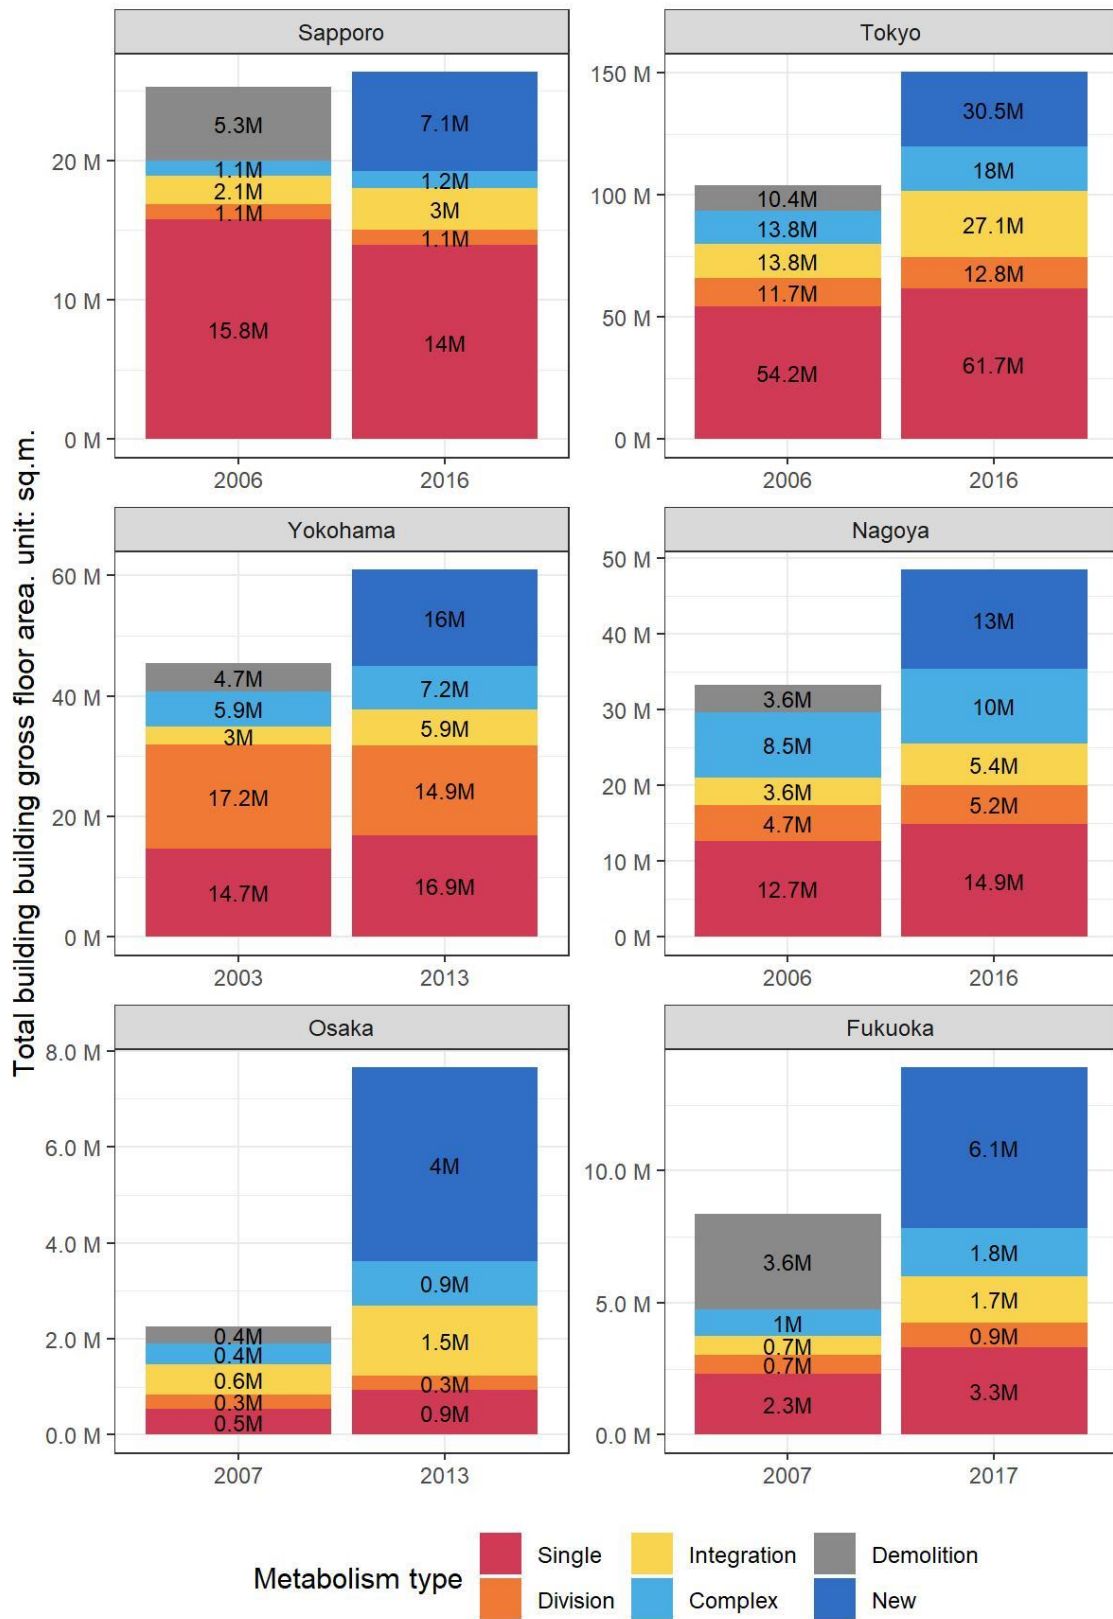 Total building building gross floor area. unit: sq.m.
Sapporo
20 M
10 M
0 M
5.3M
1.1M
2.1M
1.1M
15.8M
7.1M
1.2M
3M
1.1M
14M
2006
2016
Tokyo
150 M
100 M
50 M
0 M
10.4M
13.8M
13.8M
11.7M
54.2M
30.5M
18M
27.1M
12.8M
61.7M
2006
2016
Yokohama
60 M
40 M
20 M
0 M
4.7M
5.9M
3M
17.2M
14.7M
16M
7.2M
5.9M
14.9M
16.9M
2003
2013
Nagoya
50 M
40 M
30 M
20 M
10 M
0 M
3.6M
8.5M
3.6M
4.7M
12.7M
13M
10M
5.4M
5.2M
14.9M
2006
2016
Osaka
8.0 M
6.0 M
4.0 M
2.0 M
0.0 M
0.4M
0.4M
0.6M
0.3M
0.5M
4M
0.9M
1.5M
0.3M
0.9M
2007
2013
Fukuoka
10.0 M
5.0 M
0.0 M
3.6M
1M
0.7M
0.7M
2.3M
6.1M
1.8M
1.7M
0.9M
3.3M
2007
2017
Metabolism type
Single
Integration
Demolition
Division
Complex
New